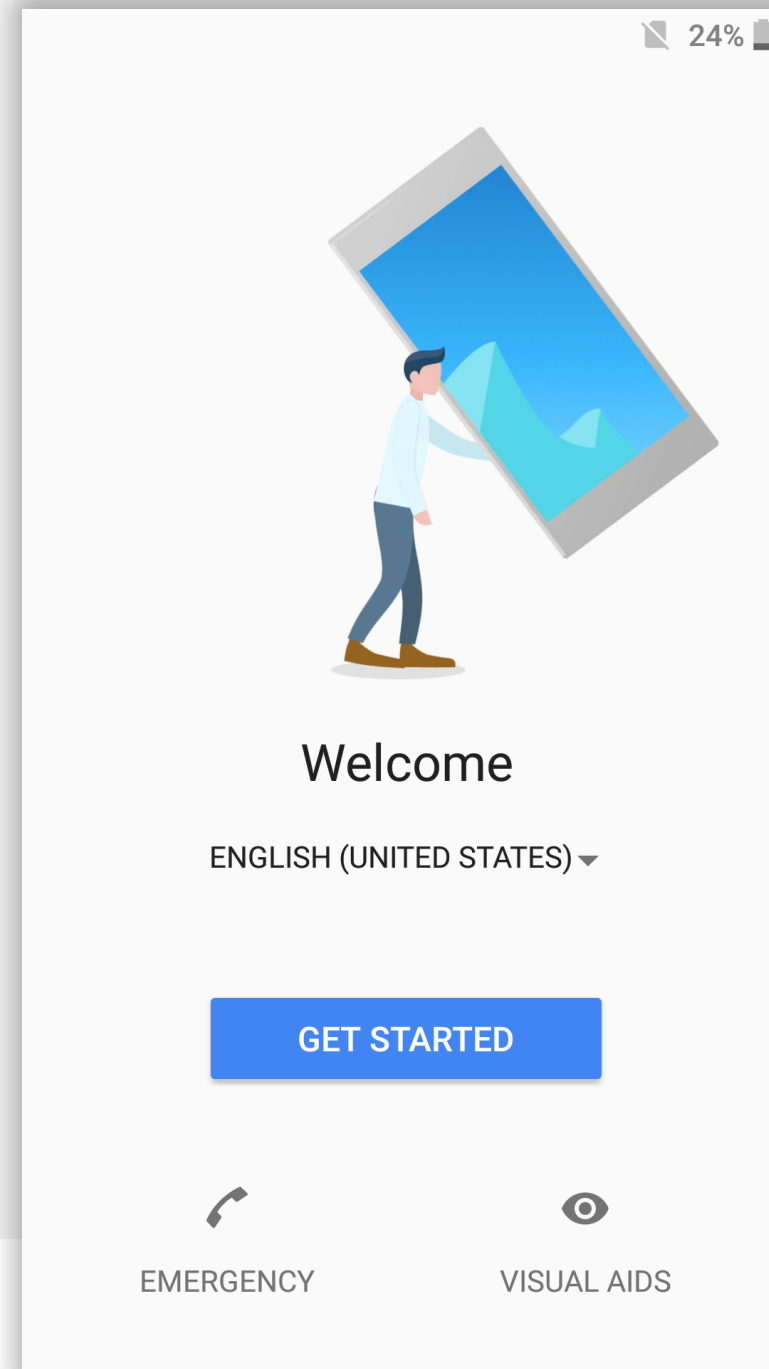 24%
Welcome
ENGLISH (UNITED STATES)
GET STARTED
EMERGENCY
VISUAL AIDS